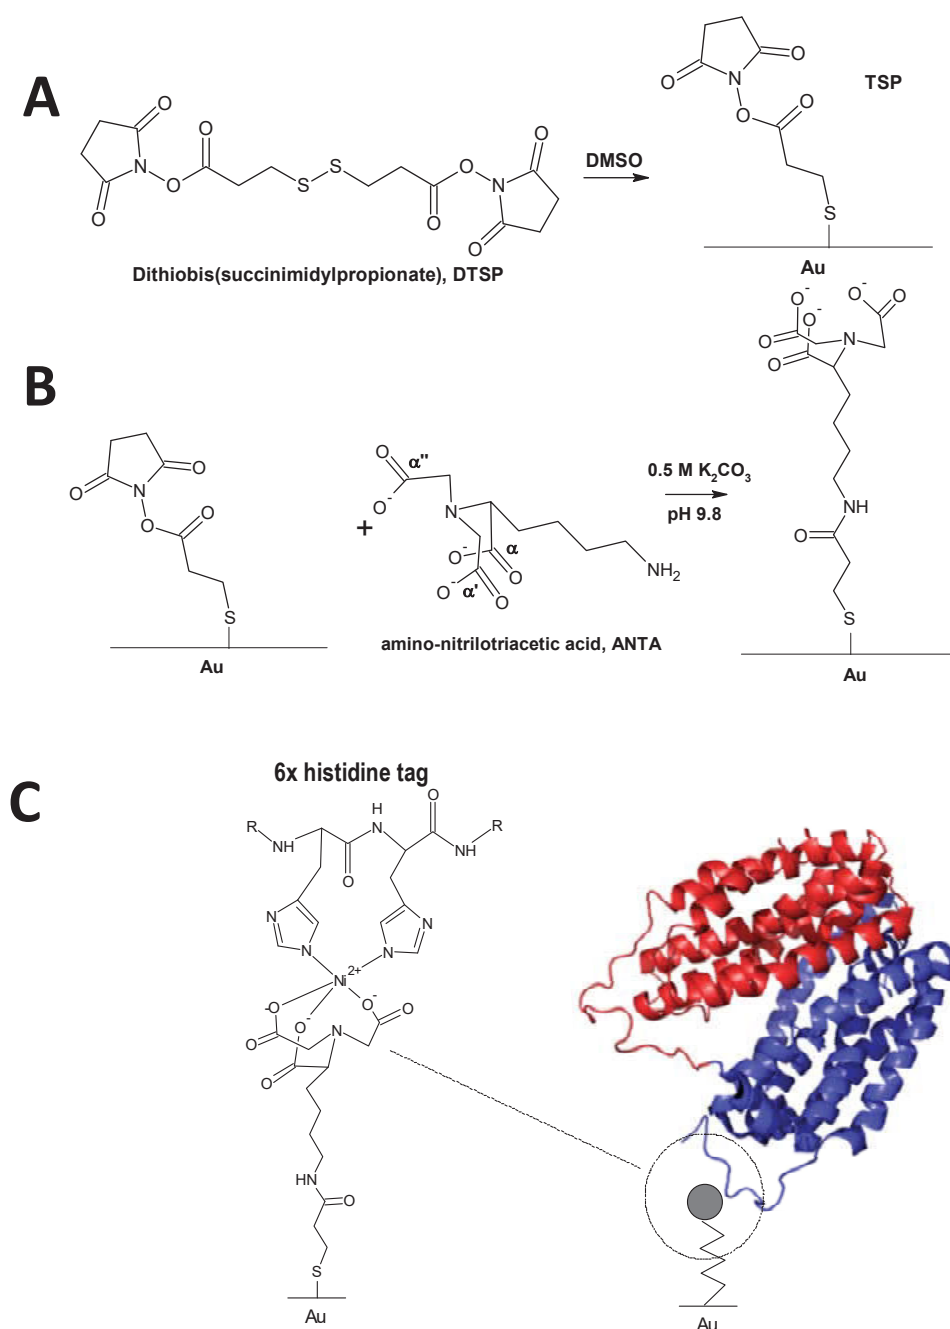 A
O
O
O
N
O
S
S
O
O
O
N
O
O
Dithiobis(succinimidylpropionate), DTSP
DMSO
TSP
O
O
N
O
O
S
Au
B
O
O
N
O
O
S
Au
+
O
α''
O-
N
O-
α
O
O-
α'
O
NH2
amino-nitrilotriacetic acid, ANTA
0.5 M K2CO3
pH 9.8
O-
O-
O-
O
O
N
O
NH
O
S
Au
C
6x histidine tag
R
NH
O
H
N
O
NH
R
N
N
N
N
Ni2+
O-
O-
O-
O
O
N
O
HN
O
S
Au
Au